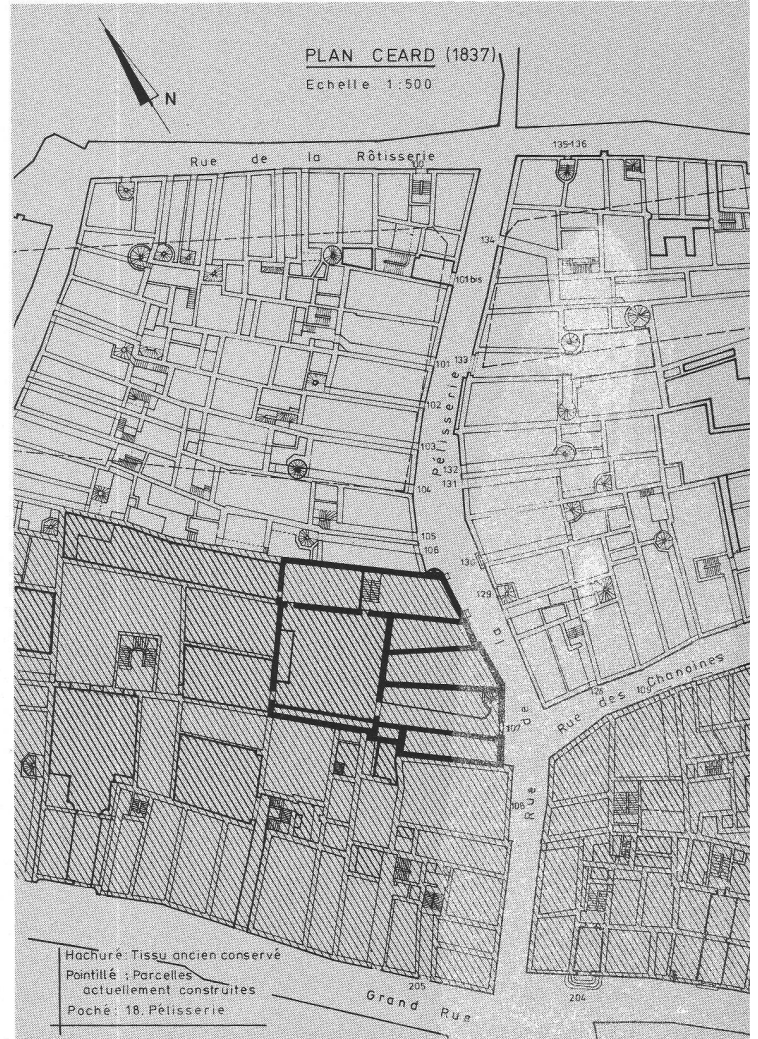 PLAN CEARD (1837)
Echelle 1:500
N
135-136
Rue de la Rôtisserie
134
101bis
101
133
102
103
132
104
131
105
106
130
129
128
109
Rue des Chanoines
107
108
Rue de la Pélisserie
205
204
Grand Rue
Hachuré: Tissu ancien conservé
Pointillé : Parcelles
actuellement construites
Poché: 18, Pélisserie